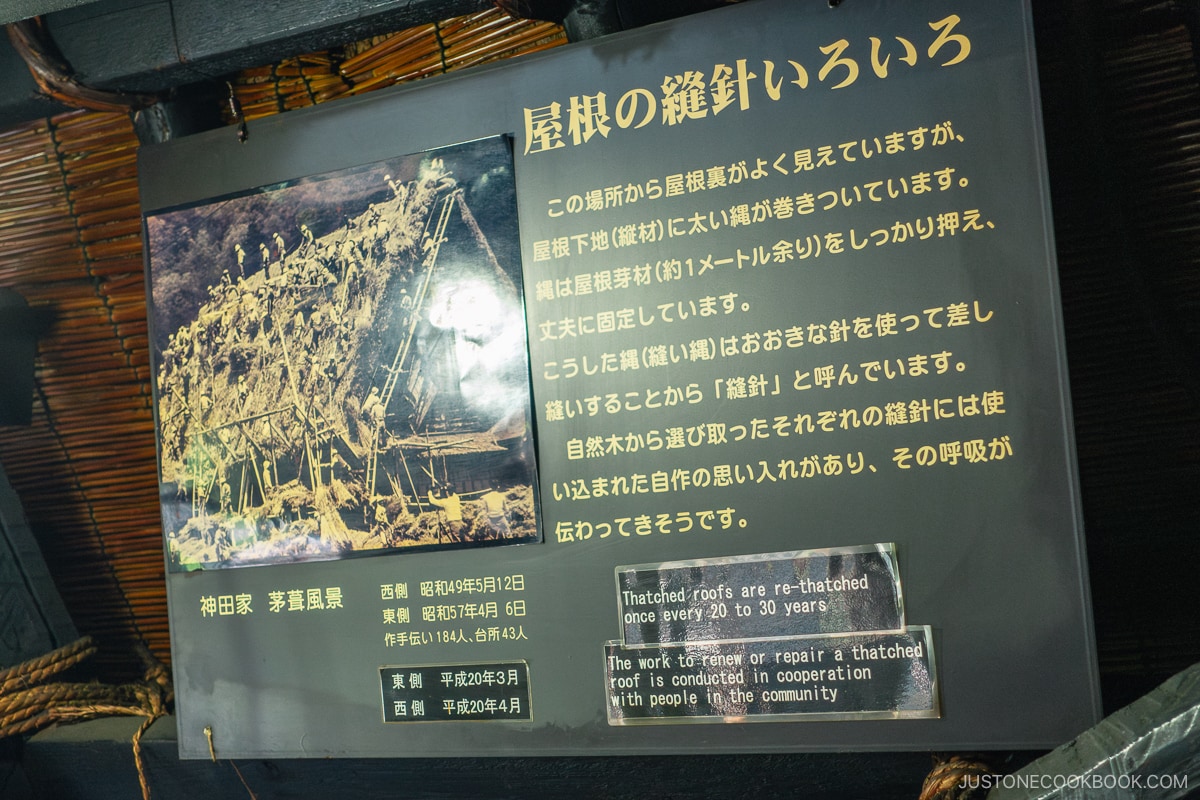 屋根の縫針いろいろ
この場所から屋根裏がよく見えていますが、
屋根下地(縦材)に太い縄が巻きついています。
縄は屋根芽材(約1メートル余り)をしっかり押え、
丈夫に固定しています。
こうした縄(縫い縄)はおおきな針を使って差し
縫いすることから「縫針」と呼んでいます。
自然木から選び取ったそれぞれの縫針には使
い込まれた自作の思い入れがあり、その呼吸が
伝わってきそうです。
神田家 茅葺風景
西側 昭和49年5月12日
東側 昭和57年4月 6日
作手伝い184人、台所43人
東側 平成20年3月
西側 平成20年4月
Thatched roofs are re-thatched
once every 20 to 30 years
The work to renew or repair a thatched
roof is conducted in cooperation
with people in the community
JUSTONECOOKBOOK.COM